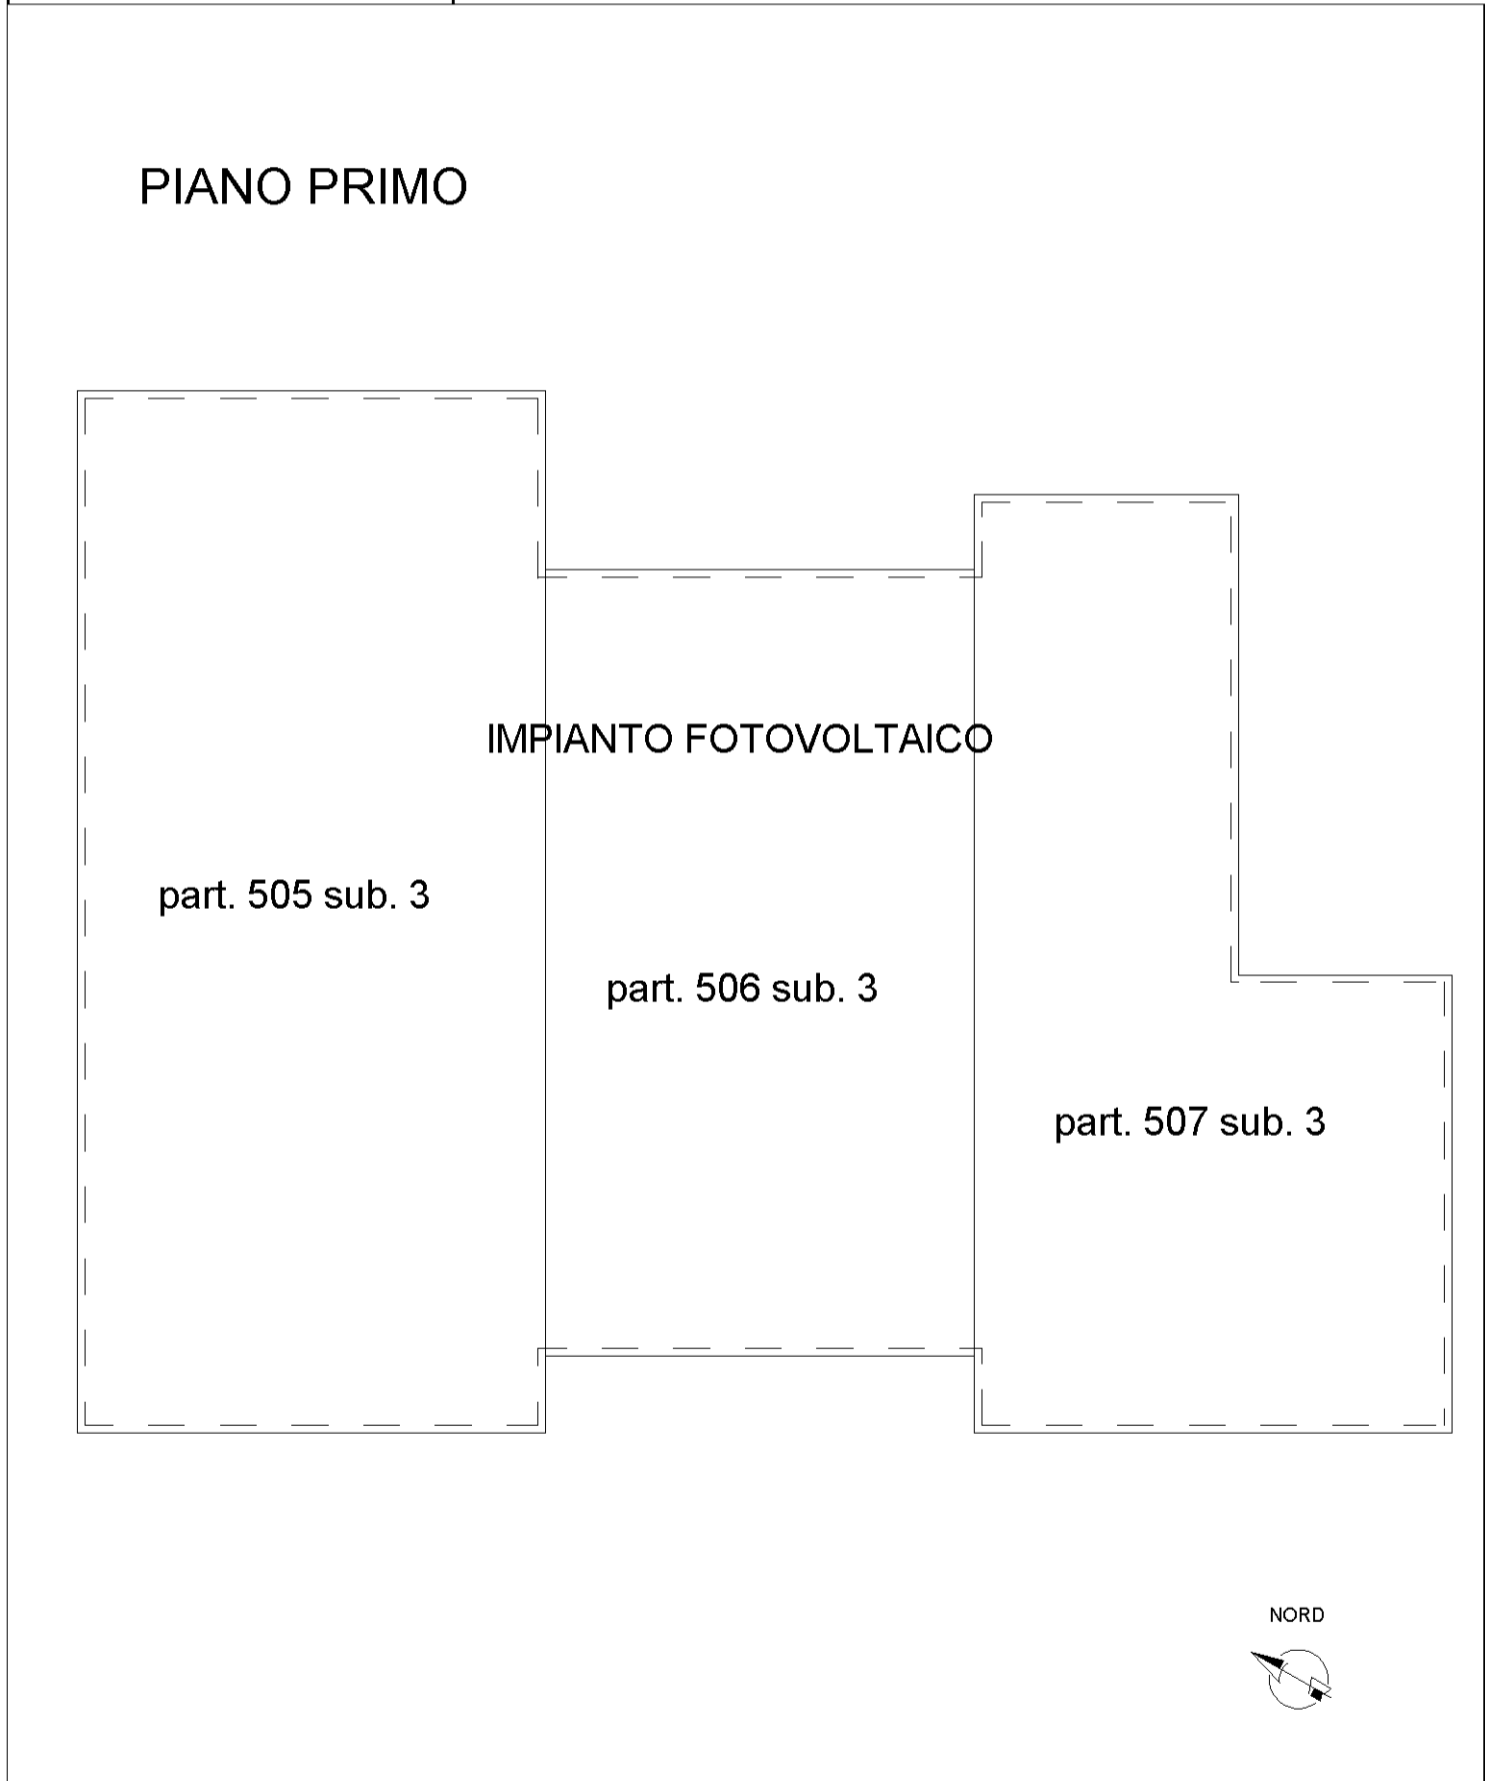 PIANO PRIMO
IMPIANTO FOTOVOLTAICO
part. 505 sub. 3
part. 506 sub. 3
part. 507 sub. 3
NORD